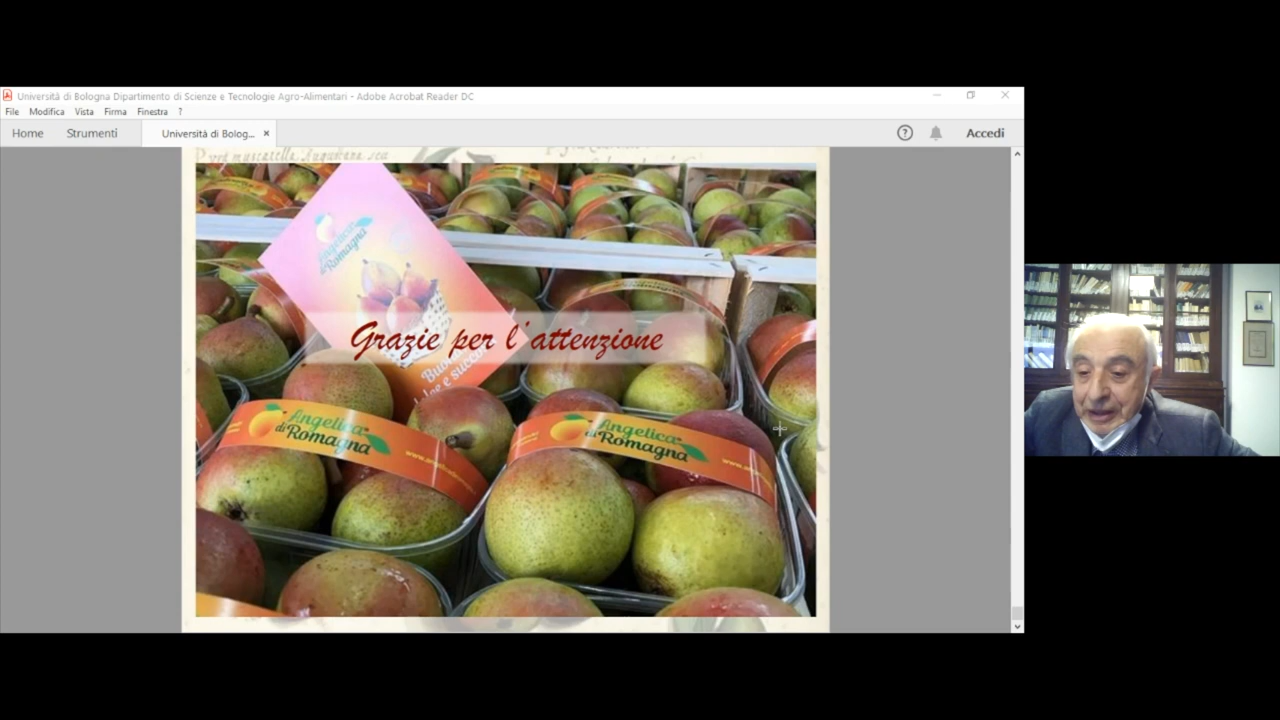 Università di Bologna Dipartimento di Scienze e Tecnologie Agro-Alimentari - Adobe Acrobat Reader DC
File Modifica Vista Firma Finestra ?
Home Strumenti Università di Bolog... × Accedi
Angelica
di Romagna
Grazie per l'attenzione
Angelica
di Romagna
Angelica
di Romagna